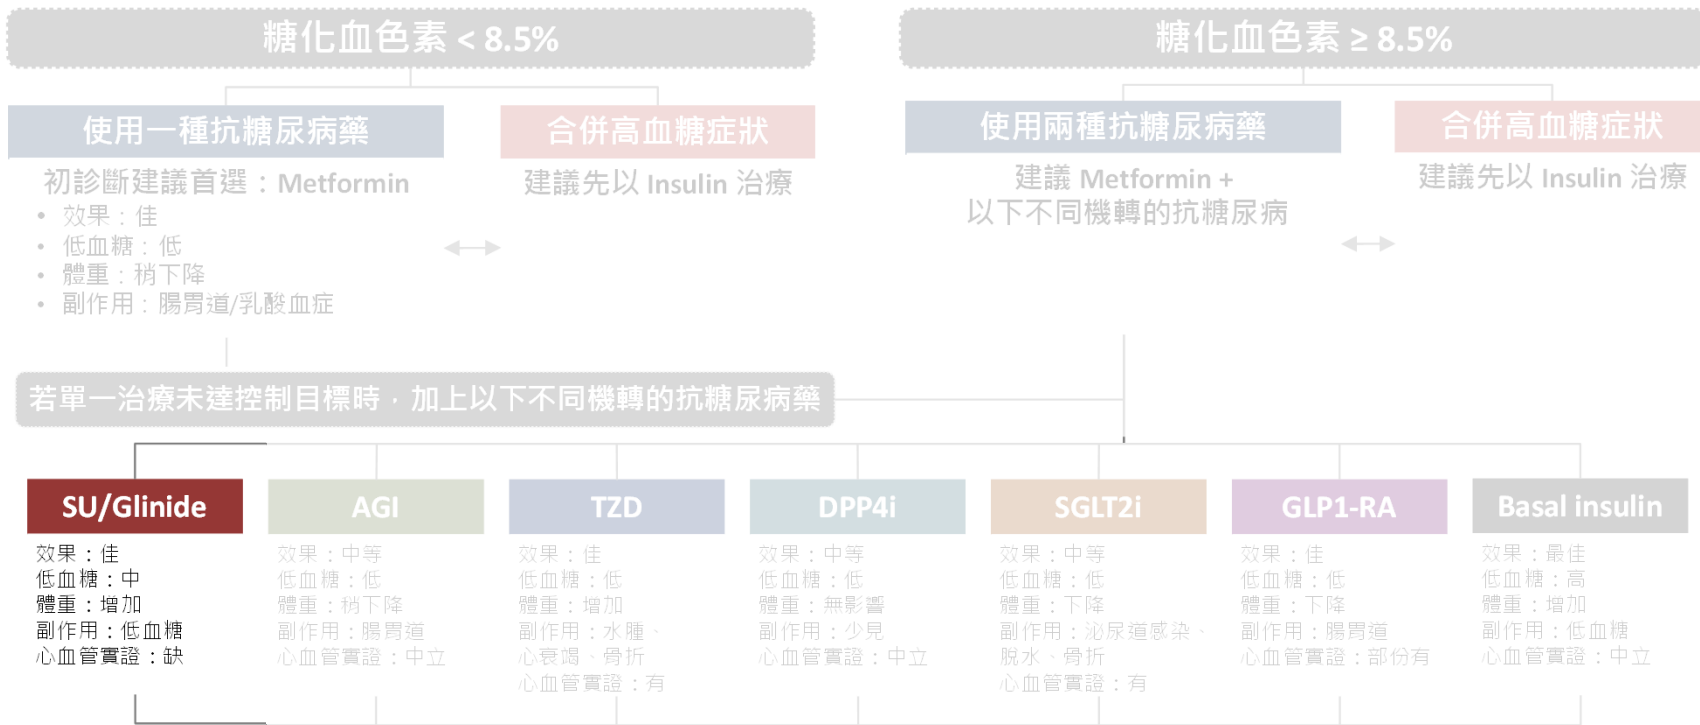 糖化血色素 < 8.5%
使用一種抗糖尿病藥
合併高血糖症狀
初診斷建議首選：Metformin
• 效果：佳
• 低血糖：低
• 體重：稍下降
• 副作用：腸胃道/乳酸血症
建議先以 Insulin 治療
糖化血色素 ≥ 8.5%
使用兩種抗糖尿病藥
合併高血糖症狀
建議 Metformin +
以下不同機轉的抗糖尿病
建議先以 Insulin 治療
若單一治療未達控制目標時，加上以下不同機轉的抗糖尿病藥
SU/Glinide
效果：佳
低血糖：中
體重：增加
副作用：低血糖
心血管實證：缺
AGI
效果：中等
低血糖：低
體重：稍下降
副作用：腸胃道
心血管實證：中立
TZD
效果：佳
低血糖：低
體重：增加
副作用：水腫、
心衰竭、骨折
心血管實證：有
DPP4i
效果：中等
低血糖：低
體重：無影響
副作用：少見
心血管實證：中立
SGLT2i
效果：中等
低血糖：低
體重：下降
副作用：泌尿道感染、
脫水、骨折
心血管實證：有
GLP1-RA
效果：佳
低血糖：低
體重：下降
副作用：腸胃道
心血管實證：部份有
Basal insulin
效果：最佳
低血糖：高
體重：增加
副作用：低血糖
心血管實證：中立